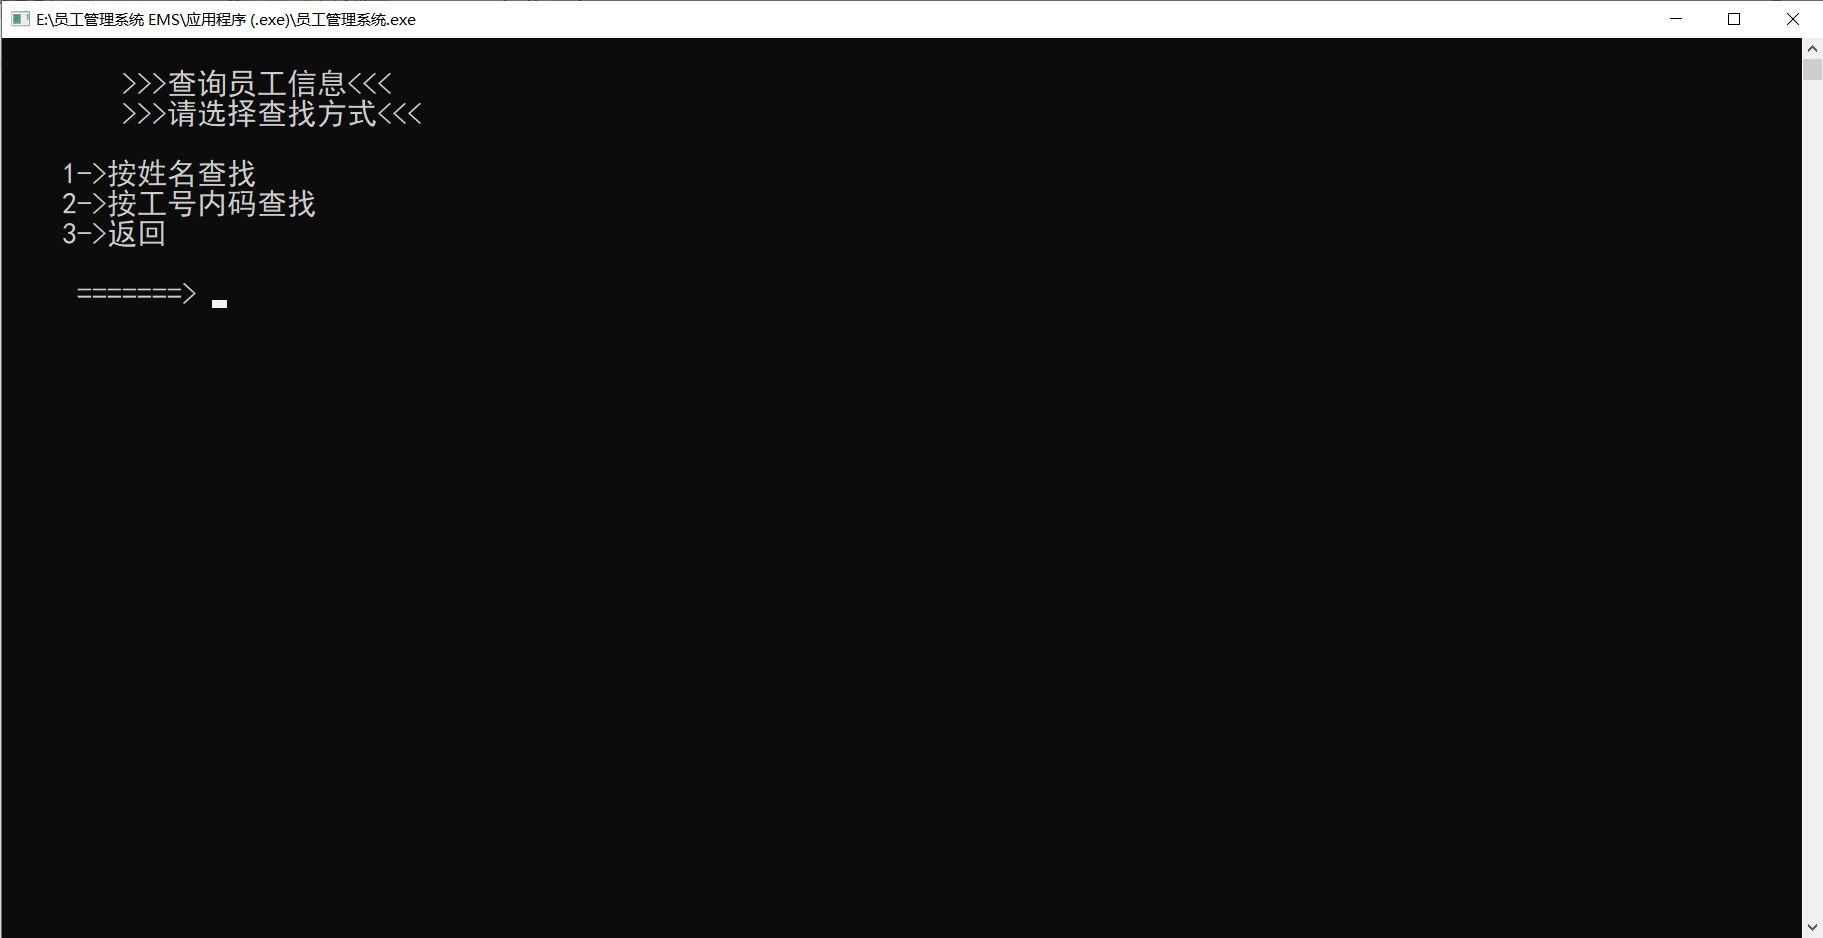 E:\员工管理系统 EMS\应用程序 (.exe)\员工管理系统.exe
>>>查询员工信息<<<
>>>请选择查找方式<<<
1->按姓名查找
2->按工号内码查找
3->返回
=======>